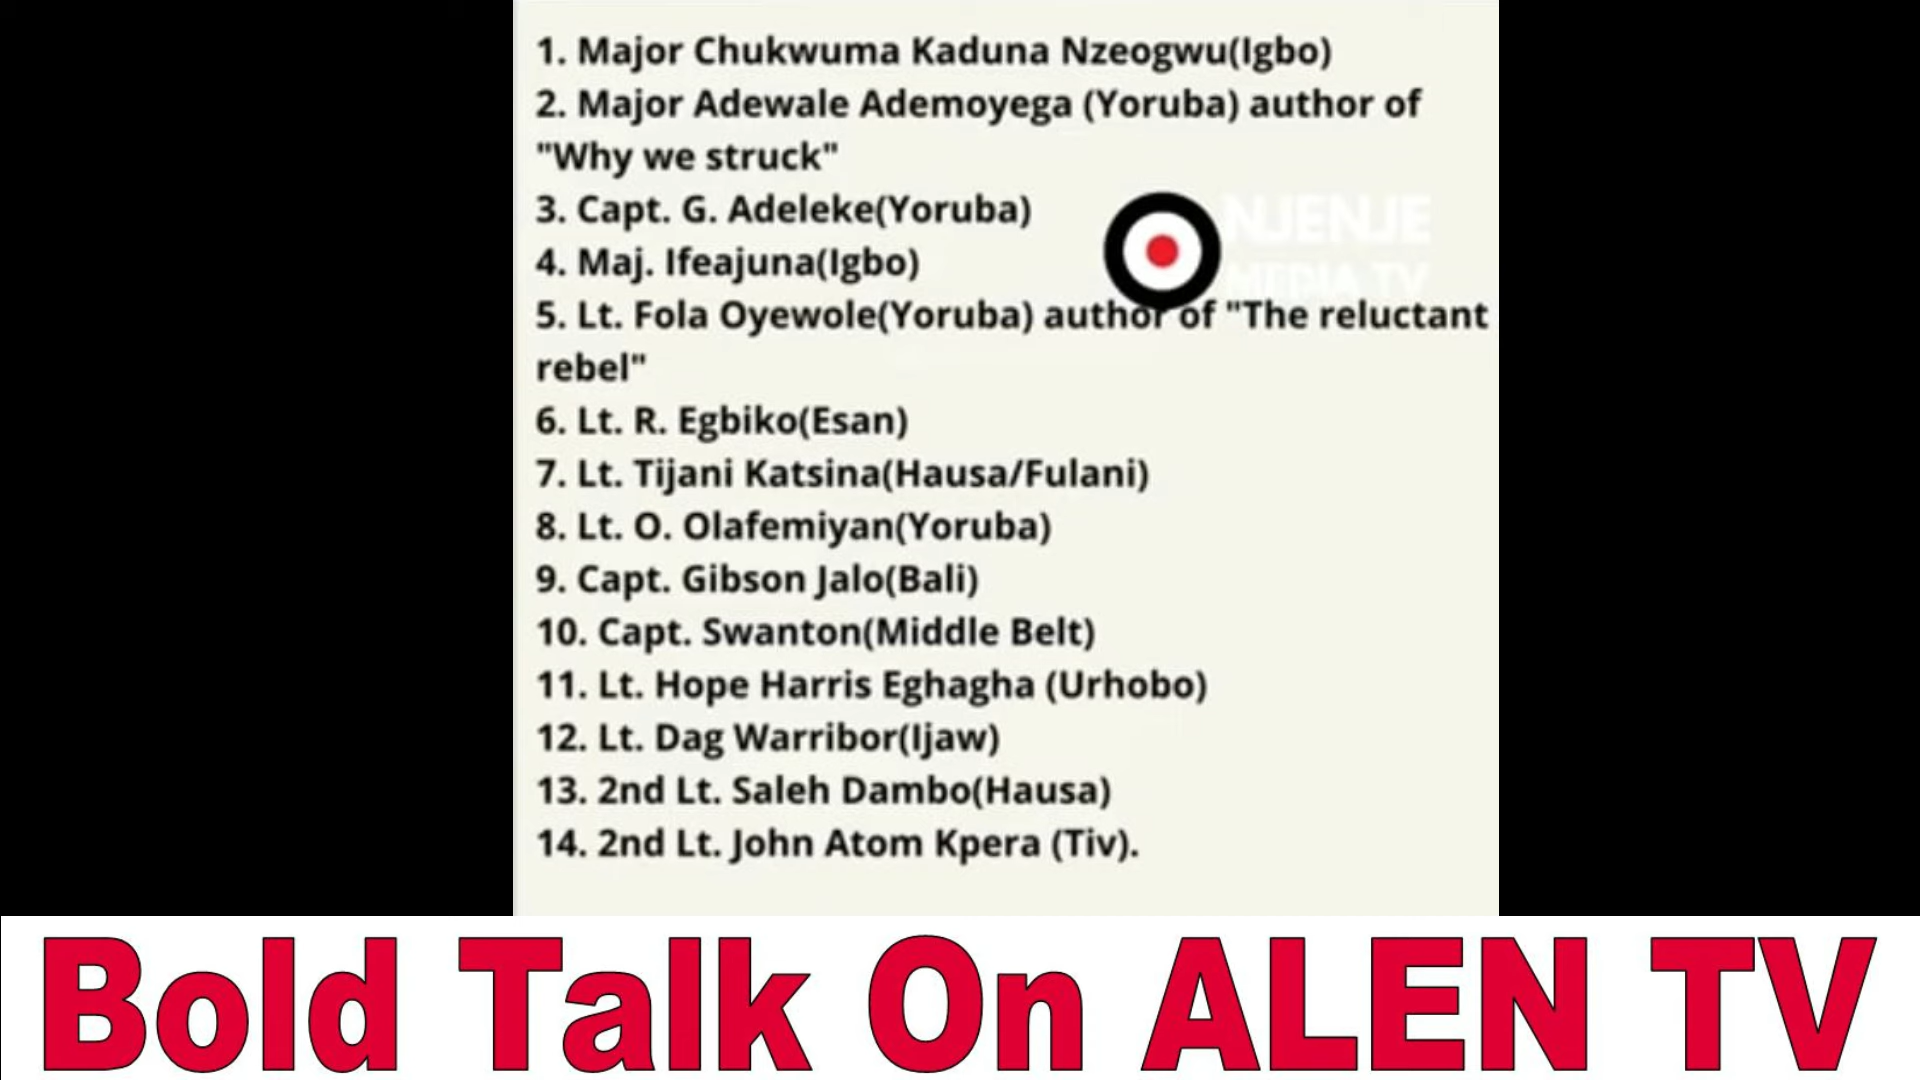 1. Major Chukwuma Kaduna Nzeogwu(Igbo)
2. Major Adewale Ademoyega (Yoruba) author of
"Why we struck"
3. Capt. G. Adeleke(Yoruba)
NJENJE
4. Maj. Ifeajuna(Igbo)
MEDIA TV
5. Lt. Fola Oyewole(Yoruba) author of "The reluctant
rebel"
6. Lt. R. Egbiko(Esan)
7. Lt. Tijani Katsina(Hausa/Fulani)
8. Lt. O. Olafemiyan(Yoruba)
9. Capt. Gibson Jalo(Bali)
10. Capt. Swanton(Middle Belt)
11. Lt. Hope Harris Eghagha (Urhobo)
12. Lt. Dag Warribor(Ijaw)
13. 2nd Lt. Saleh Dambo(Hausa)
14. 2nd Lt. John Atom Kpera (Tiv).
Bold Talk On ALEN TV